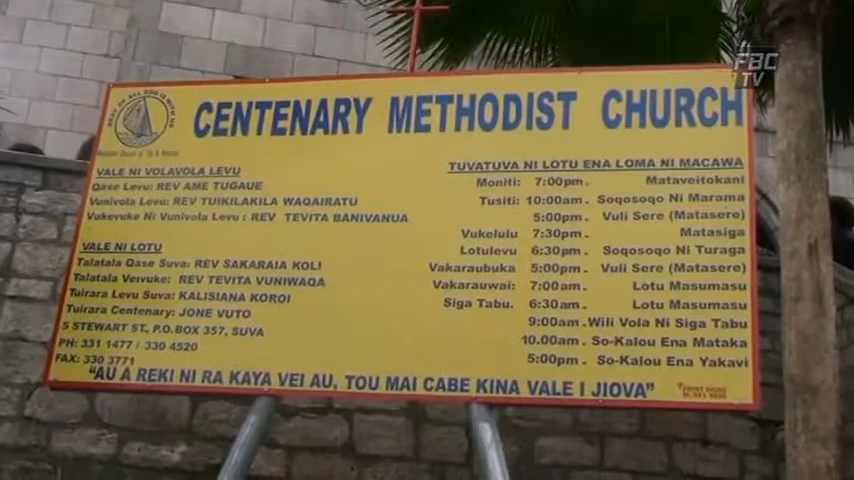 FBC
TV
CENTENARY METHODIST CHURCH
VALE NI VOLAVOLA LEVU
Qase Levu: REV AME TUGAUE
Vunivola Levu: REV TUIKILAKILA WAQAIRATU
Vukevuke Ni Vunivola Levu : REV TEVITA BANIVANUA
VALE NI LOTU
Talatala Qase Suva: REV SAKARAIA KOLI
Talatala Veivuke: REV TEVITA VUNIWAQA
Tuirara Levu Suva: KALISIANA KOROI
Tuirara Centenary: JONE VUTO
5 STEWART ST, P.O.BOX 357, SUVA
PH: 331 1477 / 330 4520
FAX: 330 3771
TUVATUVA NI LOTU ENA LOMA NI MACAWA
Moniti: 7:00pm. Mataveitokani
Tusiti: 10:00am. Soqosoqo Ni Marama
5:00pm. Vuli Sere (Matasere)
Vukelulu 7:30pm. Matasiga
Lotulevu 6:30pm. Soqosoqo Ni Turaga
Vakaraubuka 5:00pm. Vuli Sere (Matasere)
Vakarauwai: 7:00am. Lotu Masumasu
Siga Tabu. 6:30am. Lotu Masumasu
9:00am. Wili Vola Ni Siga Tabu
10.00am. So-Kalou Ena Mataka
5:00pm. So-Kalou Ena Yakavi
"AU A REKI NI RA KAYA VEI AU, TOU MAI CABE KINA VALE I JIOVA"